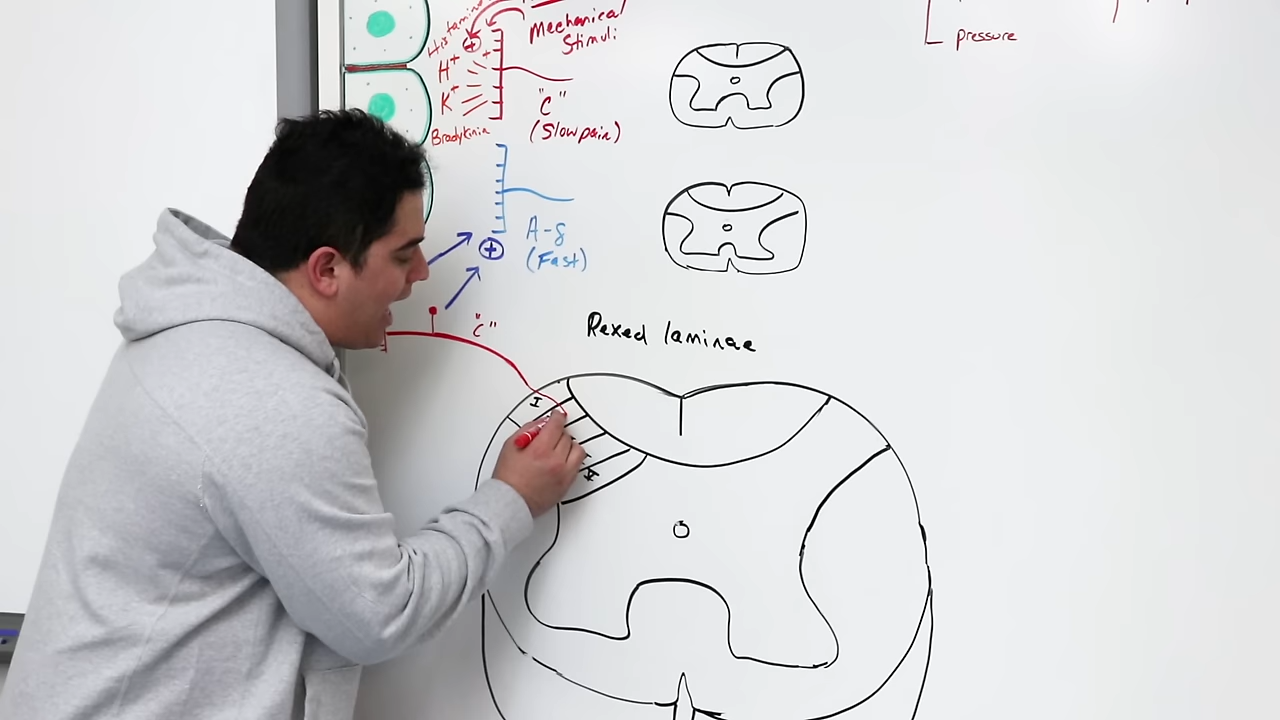 Histamine
H+
K+
Bradykinin
+
+
Mechanical
Stimuli
"C"
(Slow pain)
A-δ
(Fast)
+
"C"
pressure
Rexed laminae
I